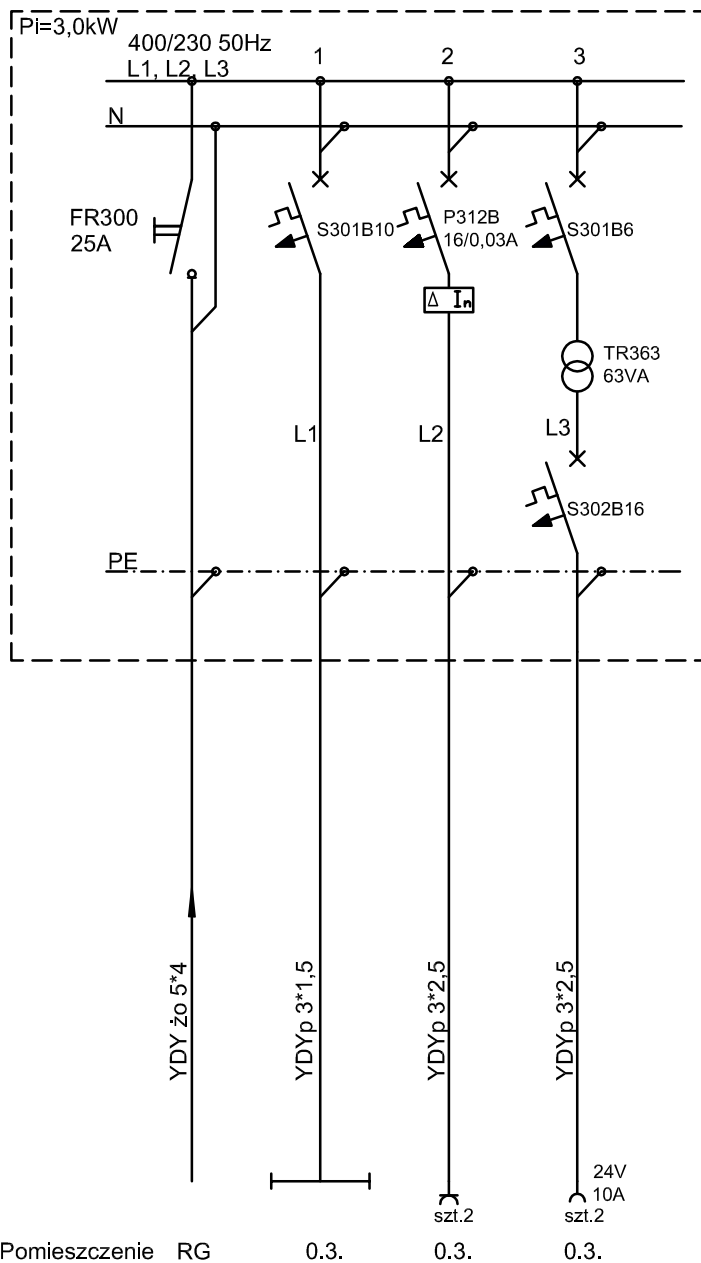 Pi=3,0kW
400/230 50Hz
L1, L2, L3
1
2
3
N
FR300
25A
S301B10
P312B
16/0,03A
S301B6
Δ In
TR363
63VA
L1
L2
L3
S302B16
PE
YDY żo 5*4
YDYp 3*1,5
YDYp 3*2,5
YDYp 3*2,5
24V
10A
szt.2
szt.2
Pomieszczenie RG 0.3. 0.3. 0.3.